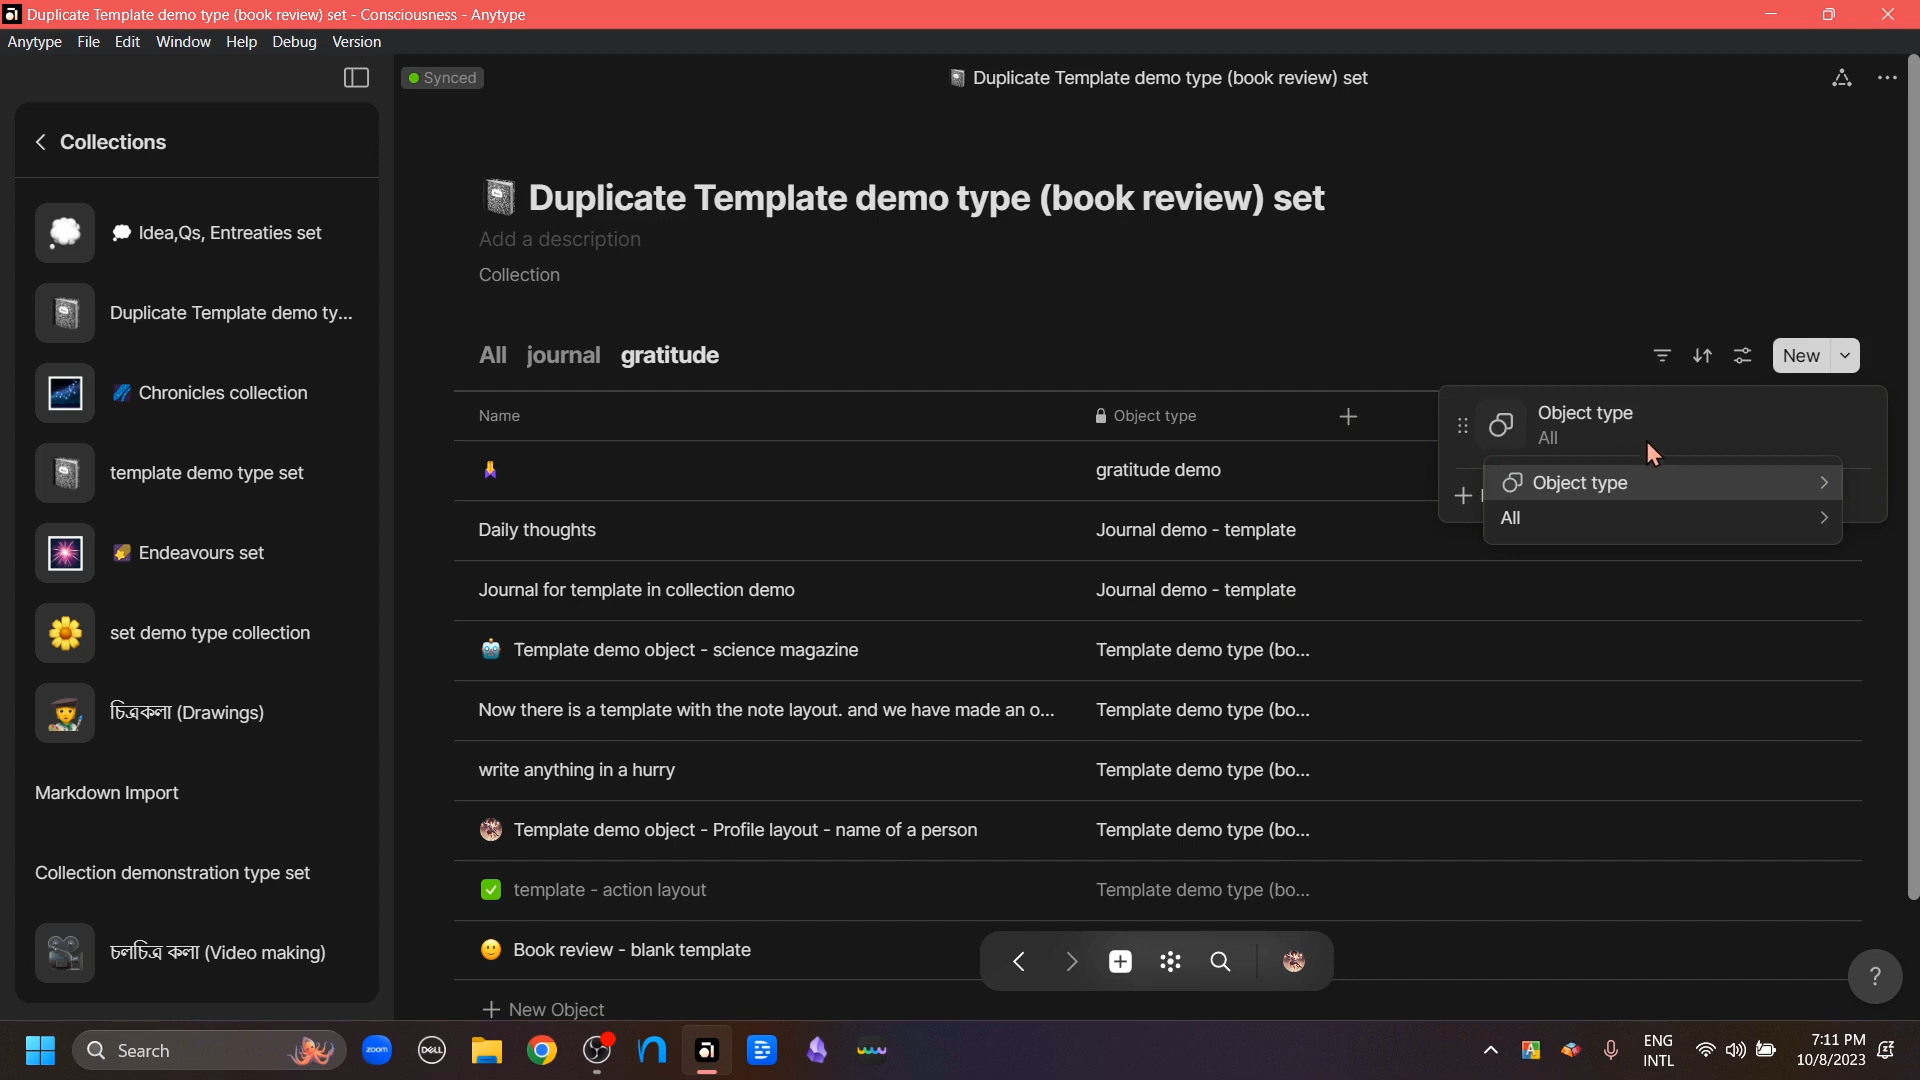 Duplicate Template demo type (book review) set - Consciousness - Anytype
Anytype File Edit Window Help Debug Version
Synced
Duplicate Template demo type (book review) set
Collections
Idea,Qs, Entreaties set
Duplicate Template demo ty...
Chronicles collection
template demo type set
Endeavours set
set demo type collection
চিত্রকলা (Drawings)
Markdown Import
Collection demonstration type set
চলচ্চিত্র কলা (Video making)
Duplicate Template demo type (book review) set
Add a description
Collection
All journal gratitude
New
Name Object type
gratitude demo
Daily thoughts Journal demo - template
Journal for template in collection demo Journal demo - template
Template demo object - science magazine Template demo type (bo...
Now there is a template with the note layout. and we have made an o... Template demo type (bo...
write anything in a hurry Template demo type (bo...
Template demo object - Profile layout - name of a person Template demo type (bo...
template - action layout Template demo type (bo...
Book review - blank template
New Object
Object type
All
Object type
All
?
Search
zoom
DELL
ENG
INTL
7:11 PM
10/8/2023